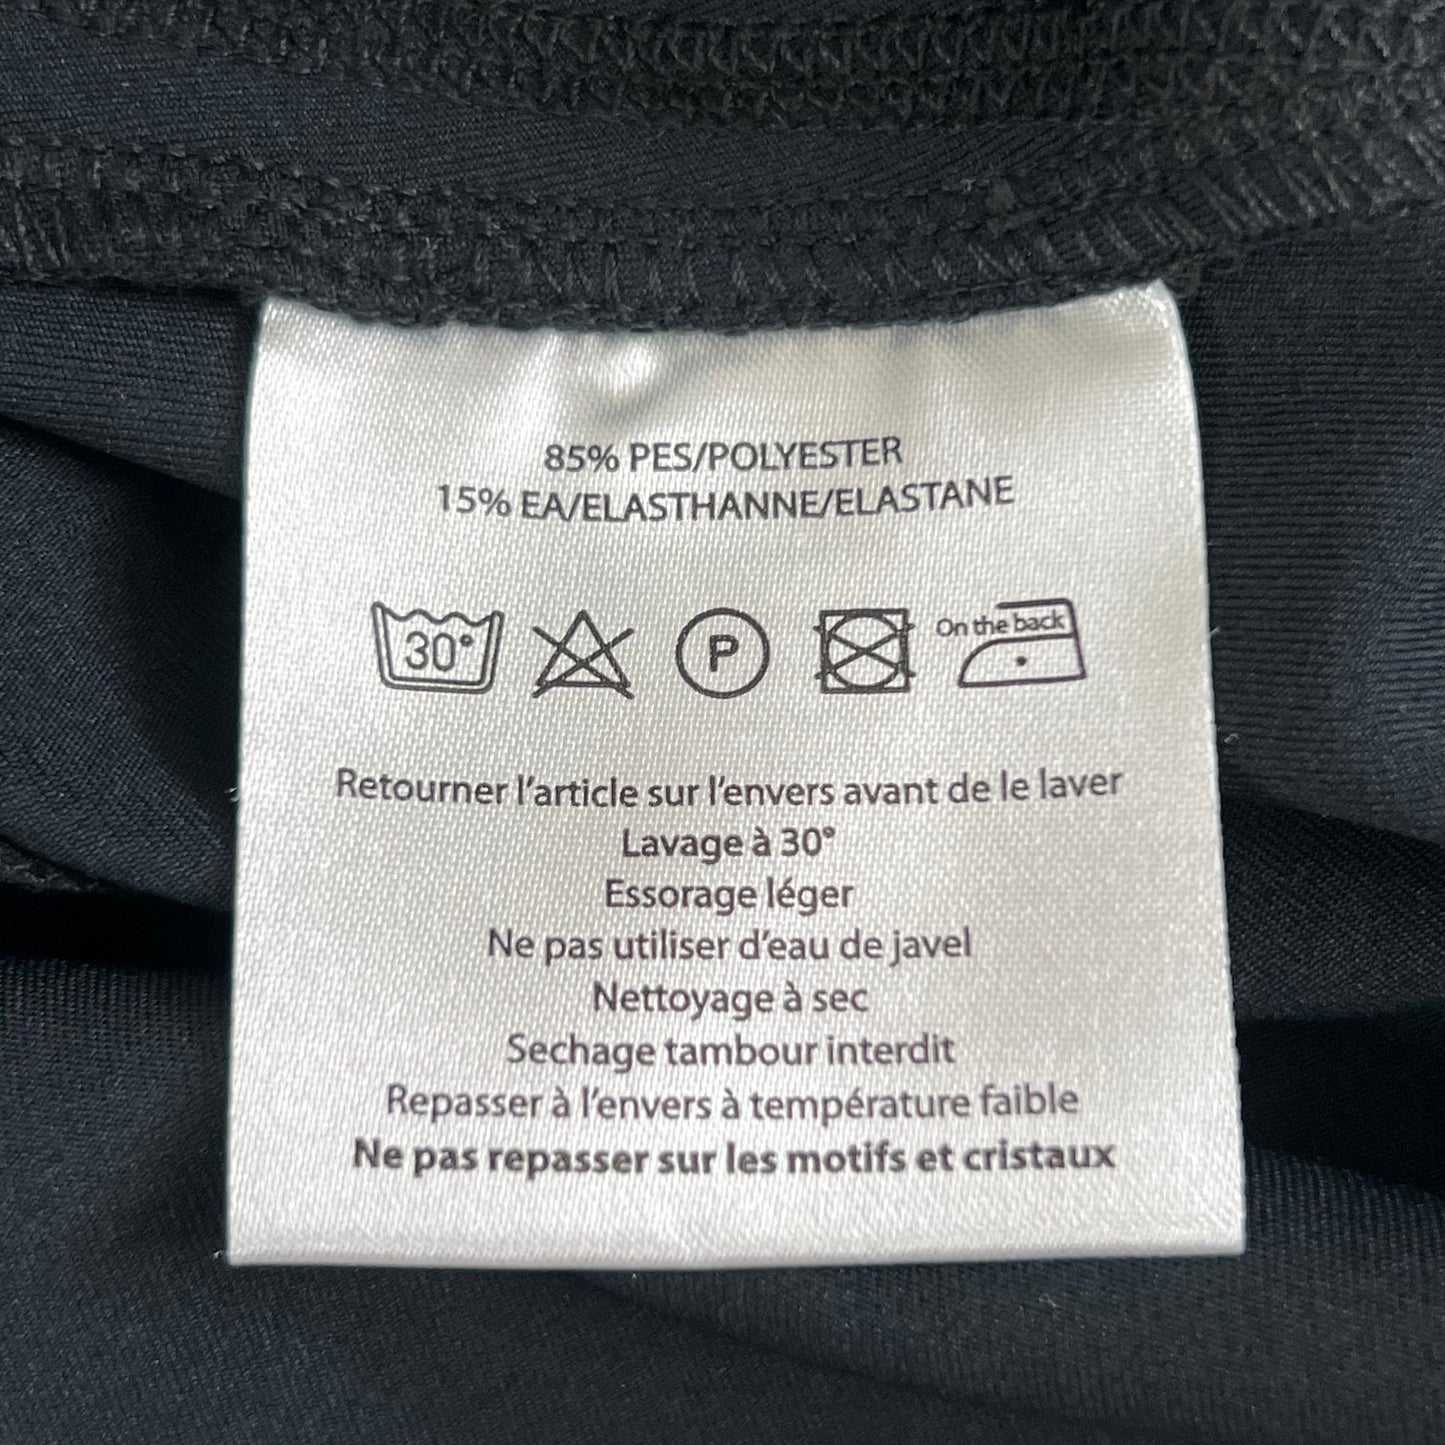 85% PES/POLYESTER
15% EA/ELASTHANNE/ELASTANE
30° P On the back
Retourner l'article sur l'envers avant de le laver
Lavage à 30°
Essorage léger
Ne pas utiliser d'eau de javel
Nettoyage à sec
Sechage tambour interdit
Repasser à l'envers à température faible
Ne pas repasser sur les motifs et cristaux